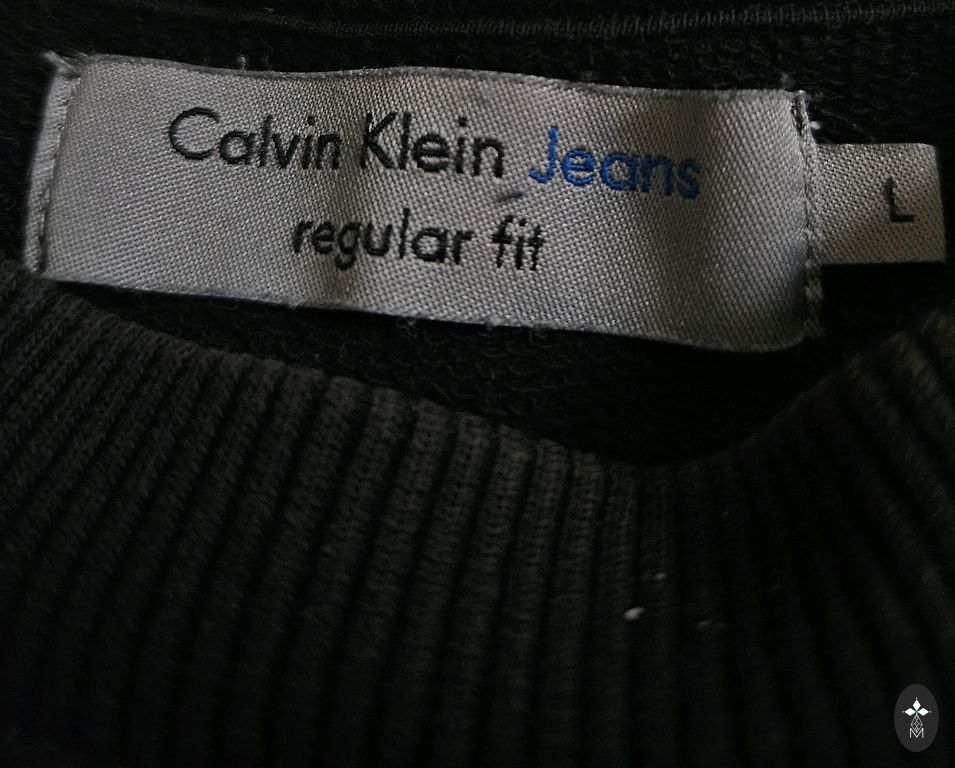 Calvin Klein Jeans
regular fit
L
M